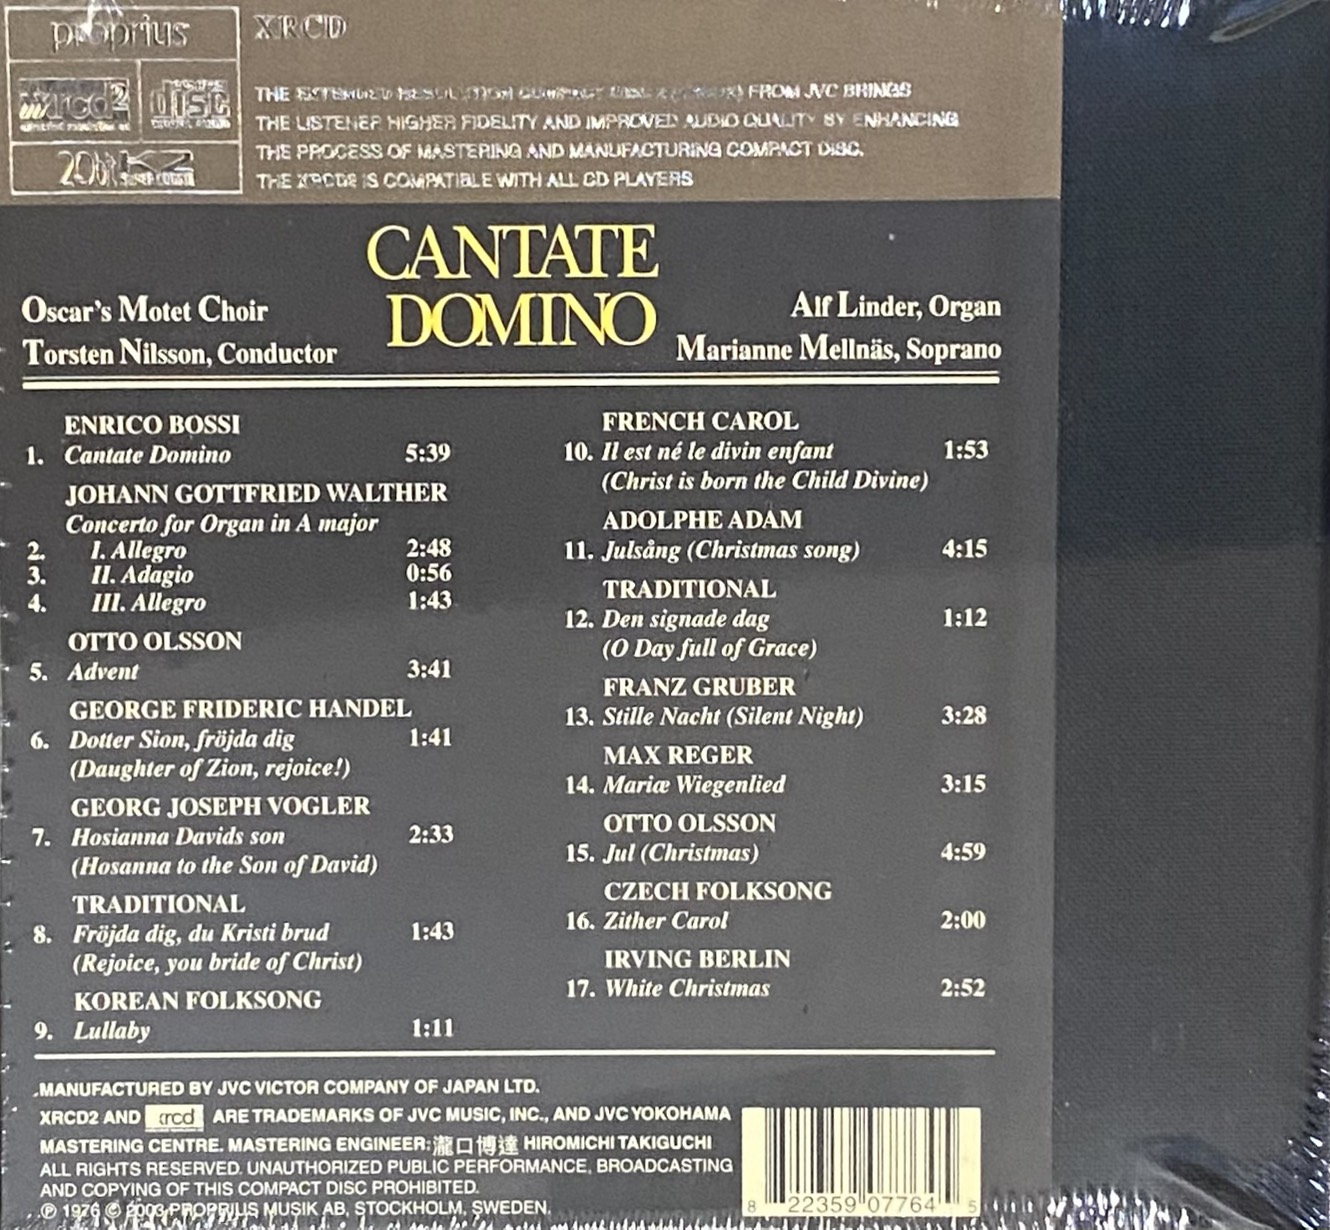 proprius
XRCD
xrcd2
disc
20bit K2
THE EXTENDED RESOLUTION COMPACT DISC FROM JVC BRINGS
THE LISTENER HIGHER FIDELITY AND IMPROVED AUDIO QUALITY BY ENHANCING
THE PROCESS OF MASTERING AND MANUFACTURING COMPACT DISC.
THE XRCD2 IS COMPATIBLE WITH ALL CD PLAYERS
CANTATE
DOMINO
Oscar's Motet Choir
Torsten Nilsson, Conductor
Alf Linder, Organ
Marianne Mellnäs, Soprano
ENRICO BOSSI
1. Cantate Domino 5:39
JOHANN GOTTFRIED WALTHER
Concerto for Organ in A major
2. I. Allegro 2:48
3. II. Adagio 0:56
4. III. Allegro 1:43
OTTO OLSSON
5. Advent 3:41
GEORGE FRIDERIC HANDEL
6. Dotter Sion, fröjda dig 1:41
(Daughter of Zion, rejoice!)
GEORG JOSEPH VOGLER
7. Hosianna Davids son 2:33
(Hosanna to the Son of David)
TRADITIONAL
8. Fröjda dig, du Kristi brud 1:43
(Rejoice, you bride of Christ)
KOREAN FOLKSONG
9. Lullaby 1:11
FRENCH CAROL
10. Il est né le divin enfant 1:53
(Christ is born the Child Divine)
ADOLPHE ADAM
11. Julsång (Christmas song) 4:15
TRADITIONAL
12. Den signade dag 1:12
(O Day full of Grace)
FRANZ GRUBER
13. Stille Nacht (Silent Night) 3:28
MAX REGER
14. Mariæ Wiegenlied 3:15
OTTO OLSSON
15. Jul (Christmas) 4:59
CZECH FOLKSONG
16. Zither Carol 2:00
IRVING BERLIN
17. White Christmas 2:52
MANUFACTURED BY JVC VICTOR COMPANY OF JAPAN LTD.
XRCD2 AND xrcd ARE TRADEMARKS OF JVC MUSIC, INC., AND JVC YOKOHAMA
MASTERING CENTRE. MASTERING ENGINEER: 瀧口博達 HIROMICHI TAKIGUCHI
ALL RIGHTS RESERVED. UNAUTHORIZED PUBLIC PERFORMANCE, BROADCASTING
AND COPYING OF THIS COMPACT DISC PROHIBITED.
℗ 1976 © 2003 PROPRIUS MUSIK AB, STOCKHOLM, SWEDEN.
8 22359 07764 5